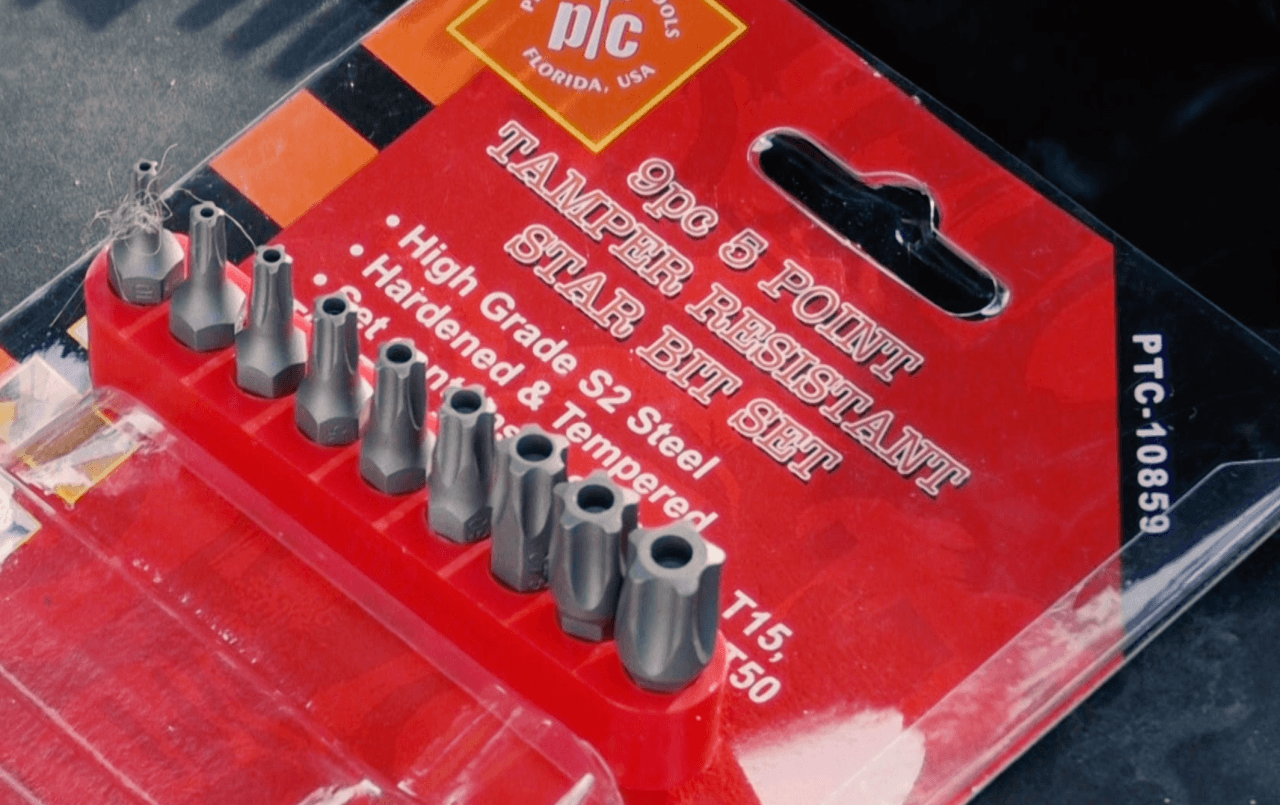 p|c
FLORIDA, USA
9pc 5 POINT
TAMPER RESISTANT
STAR BIT SET
• High Grade S2 Steel
• Hardened & Tempered
• Set
T15,
T50
PTC-10859